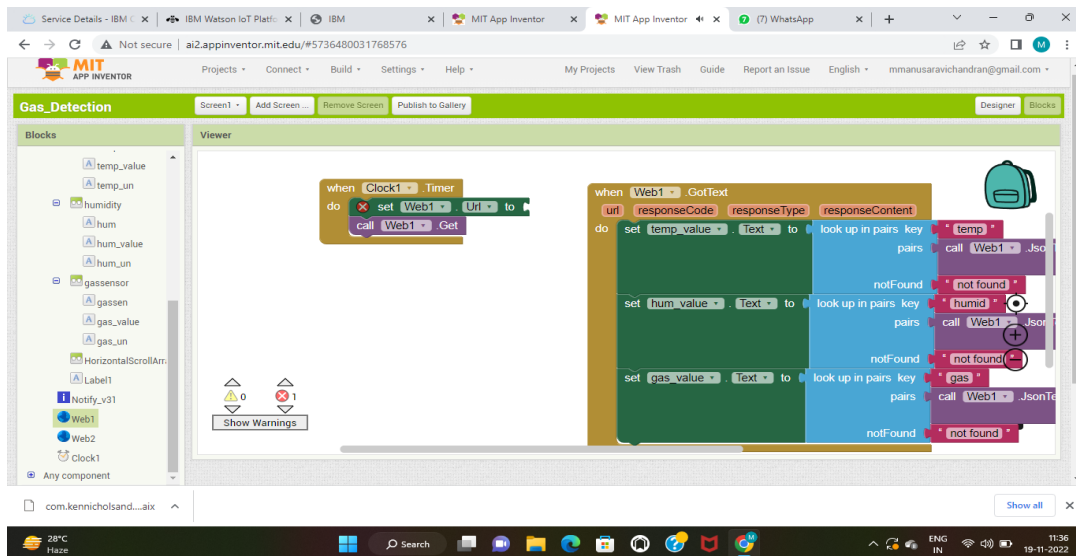 Service Details - IBM C
IBM Watson IoT Platfo
IBM
MIT App Inventor
MIT App Inventor
(7) WhatsApp
Not secure | ai2.appinventor.mit.edu/#5736480031768576
M
MIT
APP INVENTOR
Projects
Connect
Build
Settings
Help
My Projects
View Trash
Guide
Report an Issue
English
mmanusaravichandran@gmail.com
Gas_Detection
Screen1
Add Screen ...
Remove Screen
Publish to Gallery
Designer
Blocks
Blocks
Viewer
temp_value
temp_un
humidity
hum
hum_value
hum_un
gassensor
gassen
gas_value
gas_un
HorizontalScrollArr
Label1
Notify_v31
Web1
Web2
Clock1
Any component
when Clock1 .Timer
do set Web1 . Url to
call Web1 .Get
0
1
Show Warnings
when Web1 .GotText
url responseCode responseType responseContent
do set temp_value . Text to look up in pairs key " temp "
pairs call Web1 .JsonTe
notFound " not found "
set hum_value . Text to look up in pairs key " humid "
pairs call Web1 .JsonT
notFound " not found "
set gas_value . Text to look up in pairs key " gas "
pairs call Web1 .JsonTe
notFound " not found "
com.kennicholsand....aix
Show all
28°C
Haze
Search
ENG
IN
11:36
19-11-2022